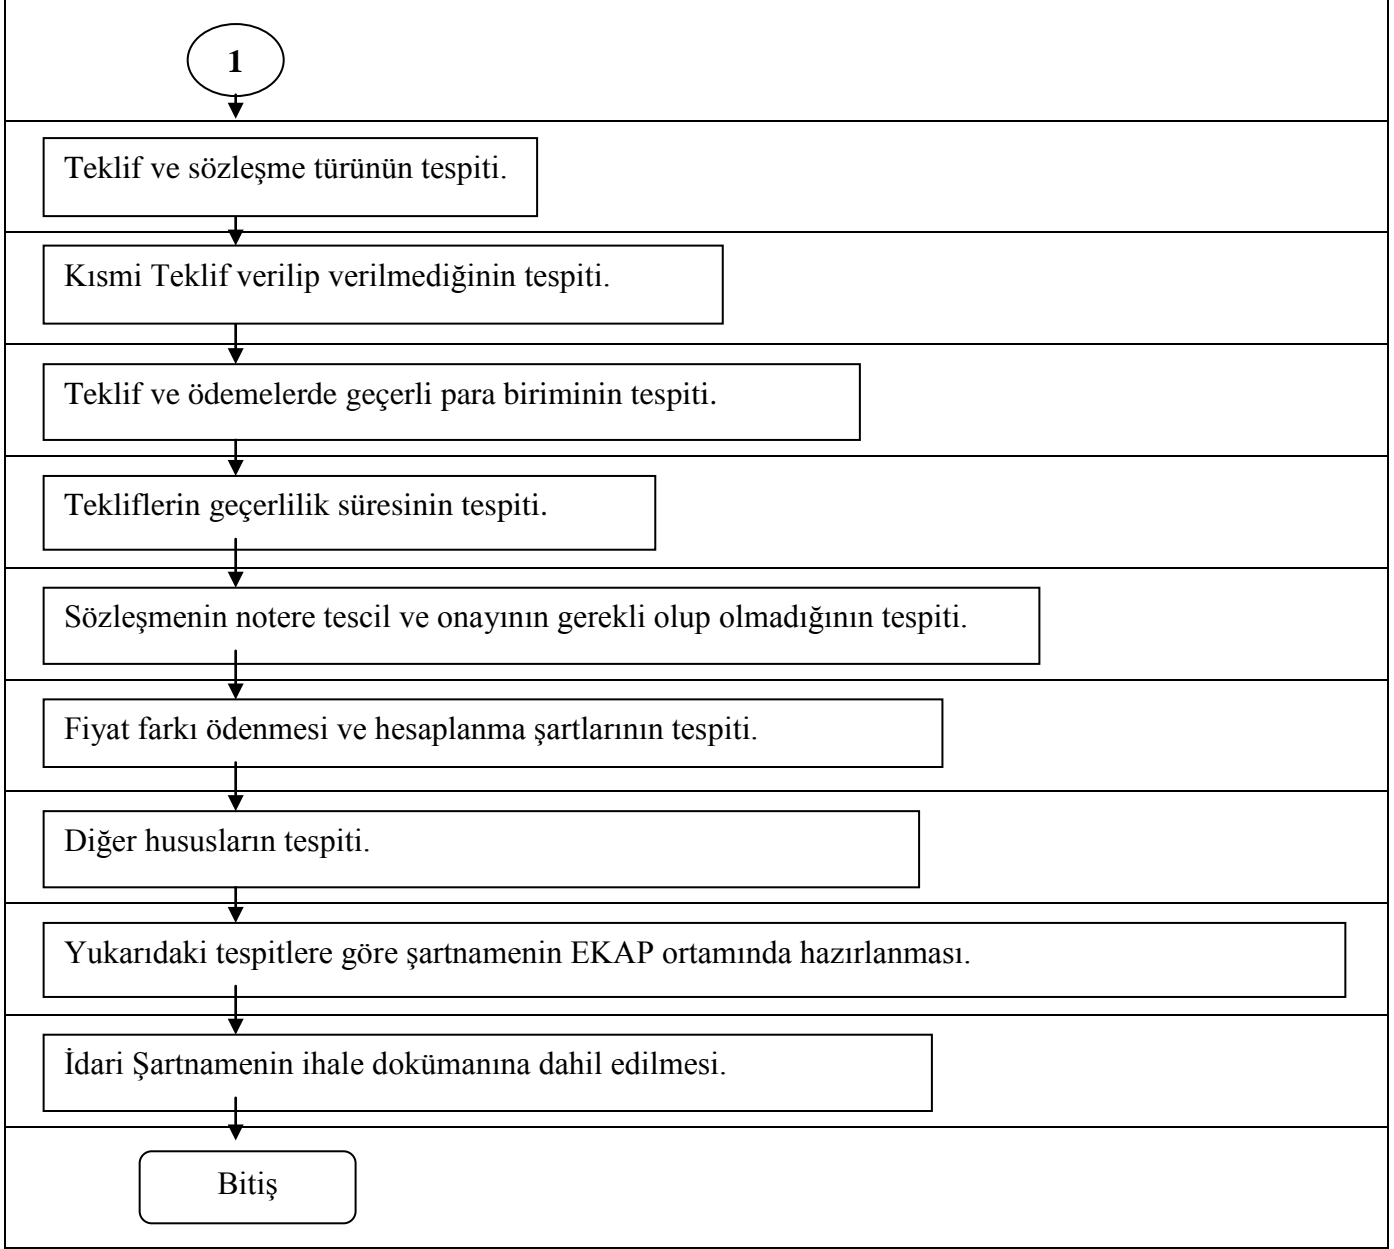 1
Teklif ve sözleşme türünün tespiti.
Kısmi Teklif verilip verilmediğinin tespiti.
Teklif ve ödemelerde geçerli para biriminin tespiti.
Tekliflerin geçerlilik süresinin tespiti.
Sözleşmenin notere tescil ve onayının gerekli olup olmadığının tespiti.
Fiyat farkı ödenmesi ve hesaplanma şartlarının tespiti.
Diğer hususların tespiti.
Yukarıdaki tespitlere göre şartnamenin EKAP ortamında hazırlanması.
İdari Şartnamenin ihale dokümanına dahil edilmesi.
Bitiş